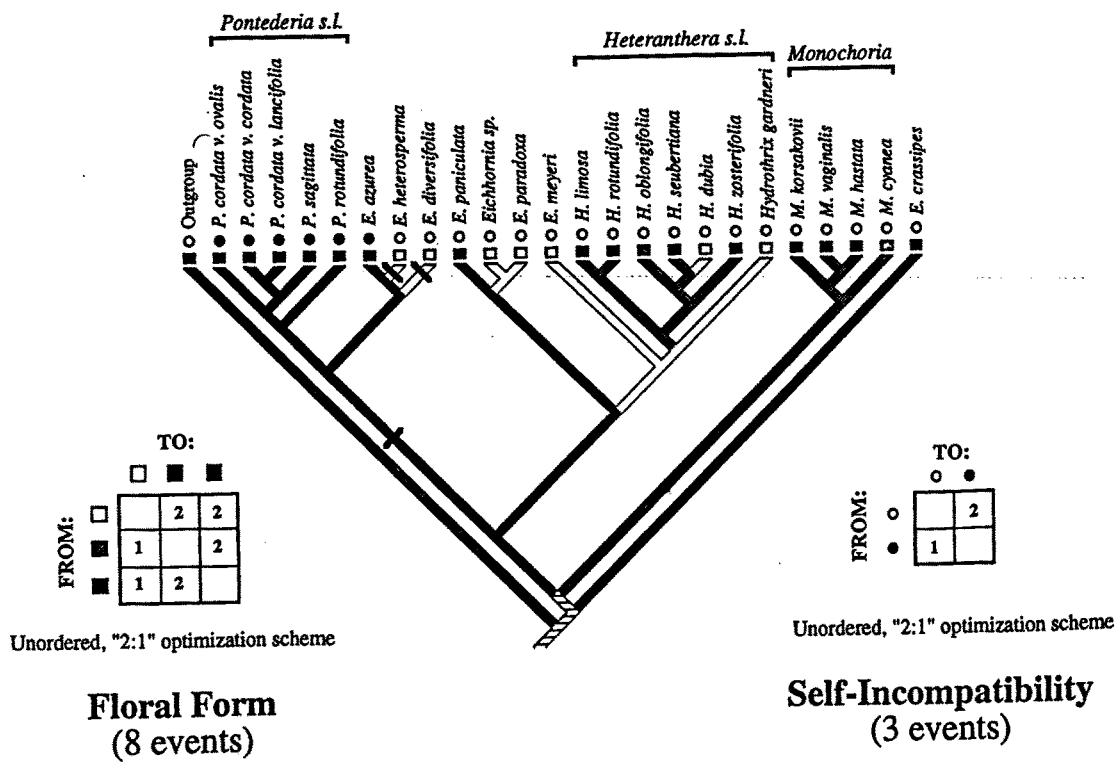 Pontederia s.l.
Heteranthera s.l.
Monochoria
Outgroup
P. cordata v. ovalis
P. cordata v. cordata
P. cordata v. lancifolia
P. sagittata
P. rotundifolia
E. azurea
E. heterosperma
E. diversifolia
E. paniculata
Eichhornia sp.
E. paradoxa
E. meyeri
H. limosa
H. rotundifolia
H. oblongifolia
H. seubertiana
H. dubia
H. zosterifolia
Hydrothrix gardneri
M. korsakovii
M. vaginalis
M. hastata
M. cyanea
E. crassipes
TO:
FROM:
2 2
1 2
1 2
Unordered, "2:1" optimization scheme
Floral Form
(8 events)
TO:
FROM:
2
1
Unordered, "2:1" optimization scheme
Self-Incompatibility
(3 events)